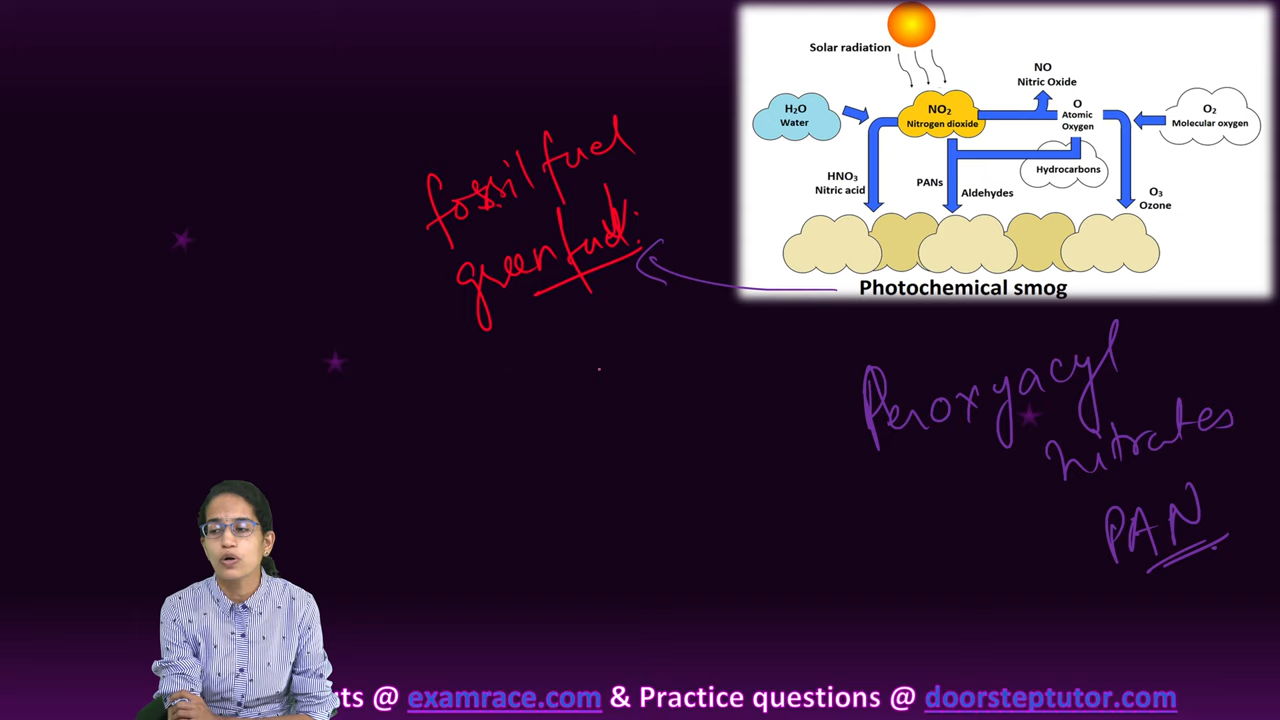 Solar radiation
NO
Nitric Oxide
H2O
Water
NO2
Nitrogen dioxide
O
Atomic
Oxygen
O2
Molecular oxygen
HNO3
Nitric acid
PANs
Aldehydes
Hydrocarbons
O3
Ozone
Photochemical smog
fossil fuel
green fuel.
Peroxyacyl
nitrates
PAN
uts @ examrace.com & Practice questions @ doorsteptutor.com